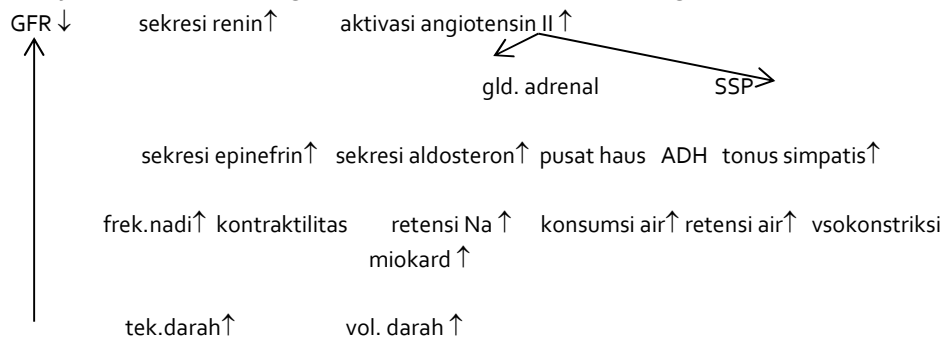 GFR ↓ sekresi renin↑ aktivasi angiotensin II ↑
gld. adrenal SSP
sekresi epinefrin↑ sekresi aldosteron↑ pusat haus ADH tonus simpatis↑
frek.nadi↑ kontraktilitas retensi Na ↑ konsumsi air↑ retensi air↑ vsokonstriksi
miokard ↑
tek.darah↑ vol. darah ↑